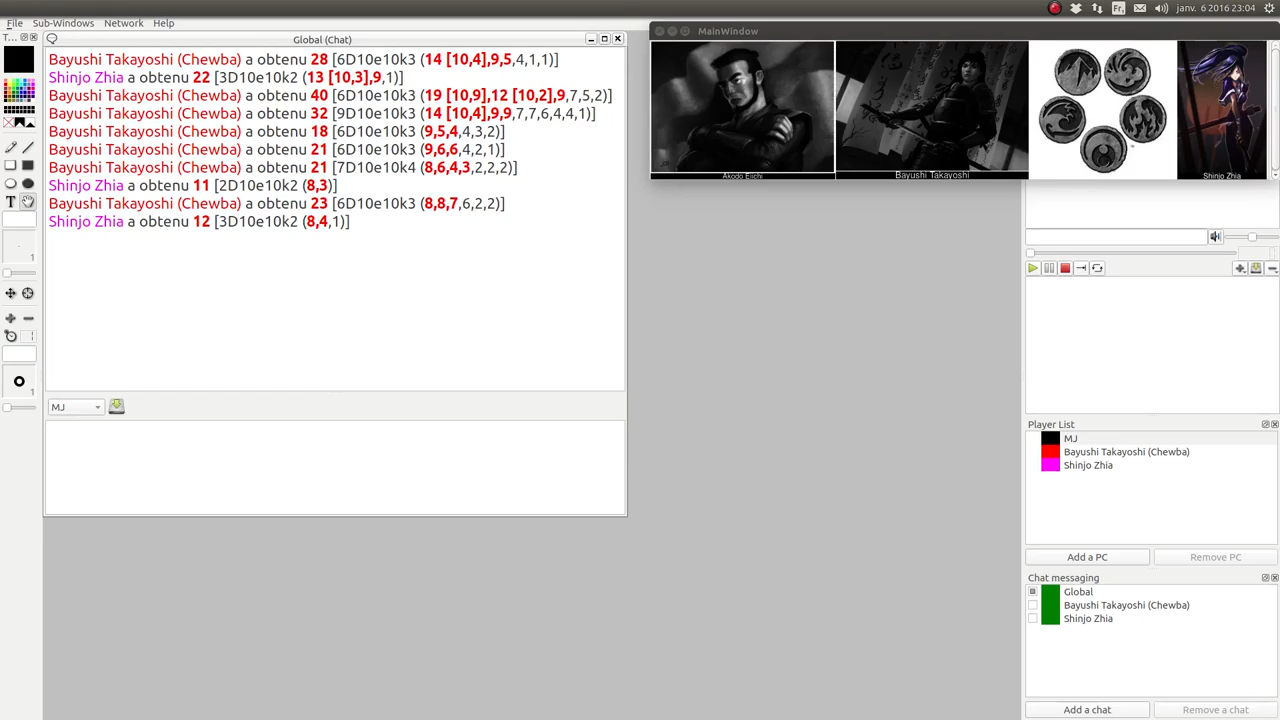 janv. 6 2016 23:04
Fr
File Sub-Windows Network Help
T...
Global (Chat)
MainWindow
Bayushi Takayoshi (Chewba) a obtenu 28 [6D10e10k3 (14 [10,4],9,5,4,1,1)]
Shinjo Zhia a obtenu 22 [3D10e10k2 (13 [10,3],9,1)]
Bayushi Takayoshi (Chewba) a obtenu 40 [6D10e10k3 (19 [10,9],12 [10,2],9,7,5,2)]
Bayushi Takayoshi (Chewba) a obtenu 32 [9D10e10k3 (14 [10,4],9,9,7,7,6,4,4,1)]
Bayushi Takayoshi (Chewba) a obtenu 18 [6D10e10k3 (9,5,4,4,3,2)]
Bayushi Takayoshi (Chewba) a obtenu 21 [6D10e10k3 (9,6,6,4,2,1)]
Bayushi Takayoshi (Chewba) a obtenu 21 [7D10e10k4 (8,6,4,3,2,2,2)]
Shinjo Zhia a obtenu 11 [2D10e10k2 (8,3)]
Bayushi Takayoshi (Chewba) a obtenu 23 [6D10e10k3 (8,8,7,6,2,2)]
Shinjo Zhia a obtenu 12 [3D10e10k2 (8,4,1)]
Akodo Eiichi
Bayushi Takayoshi
Shinjo Zhia
T
1
1
MJ
Player List
MJ
Bayushi Takayoshi (Chewba)
Shinjo Zhia
Add a PC
Remove PC
Chat messaging
Global
Bayushi Takayoshi (Chewba)
Shinjo Zhia
Add a chat
Remove a chat